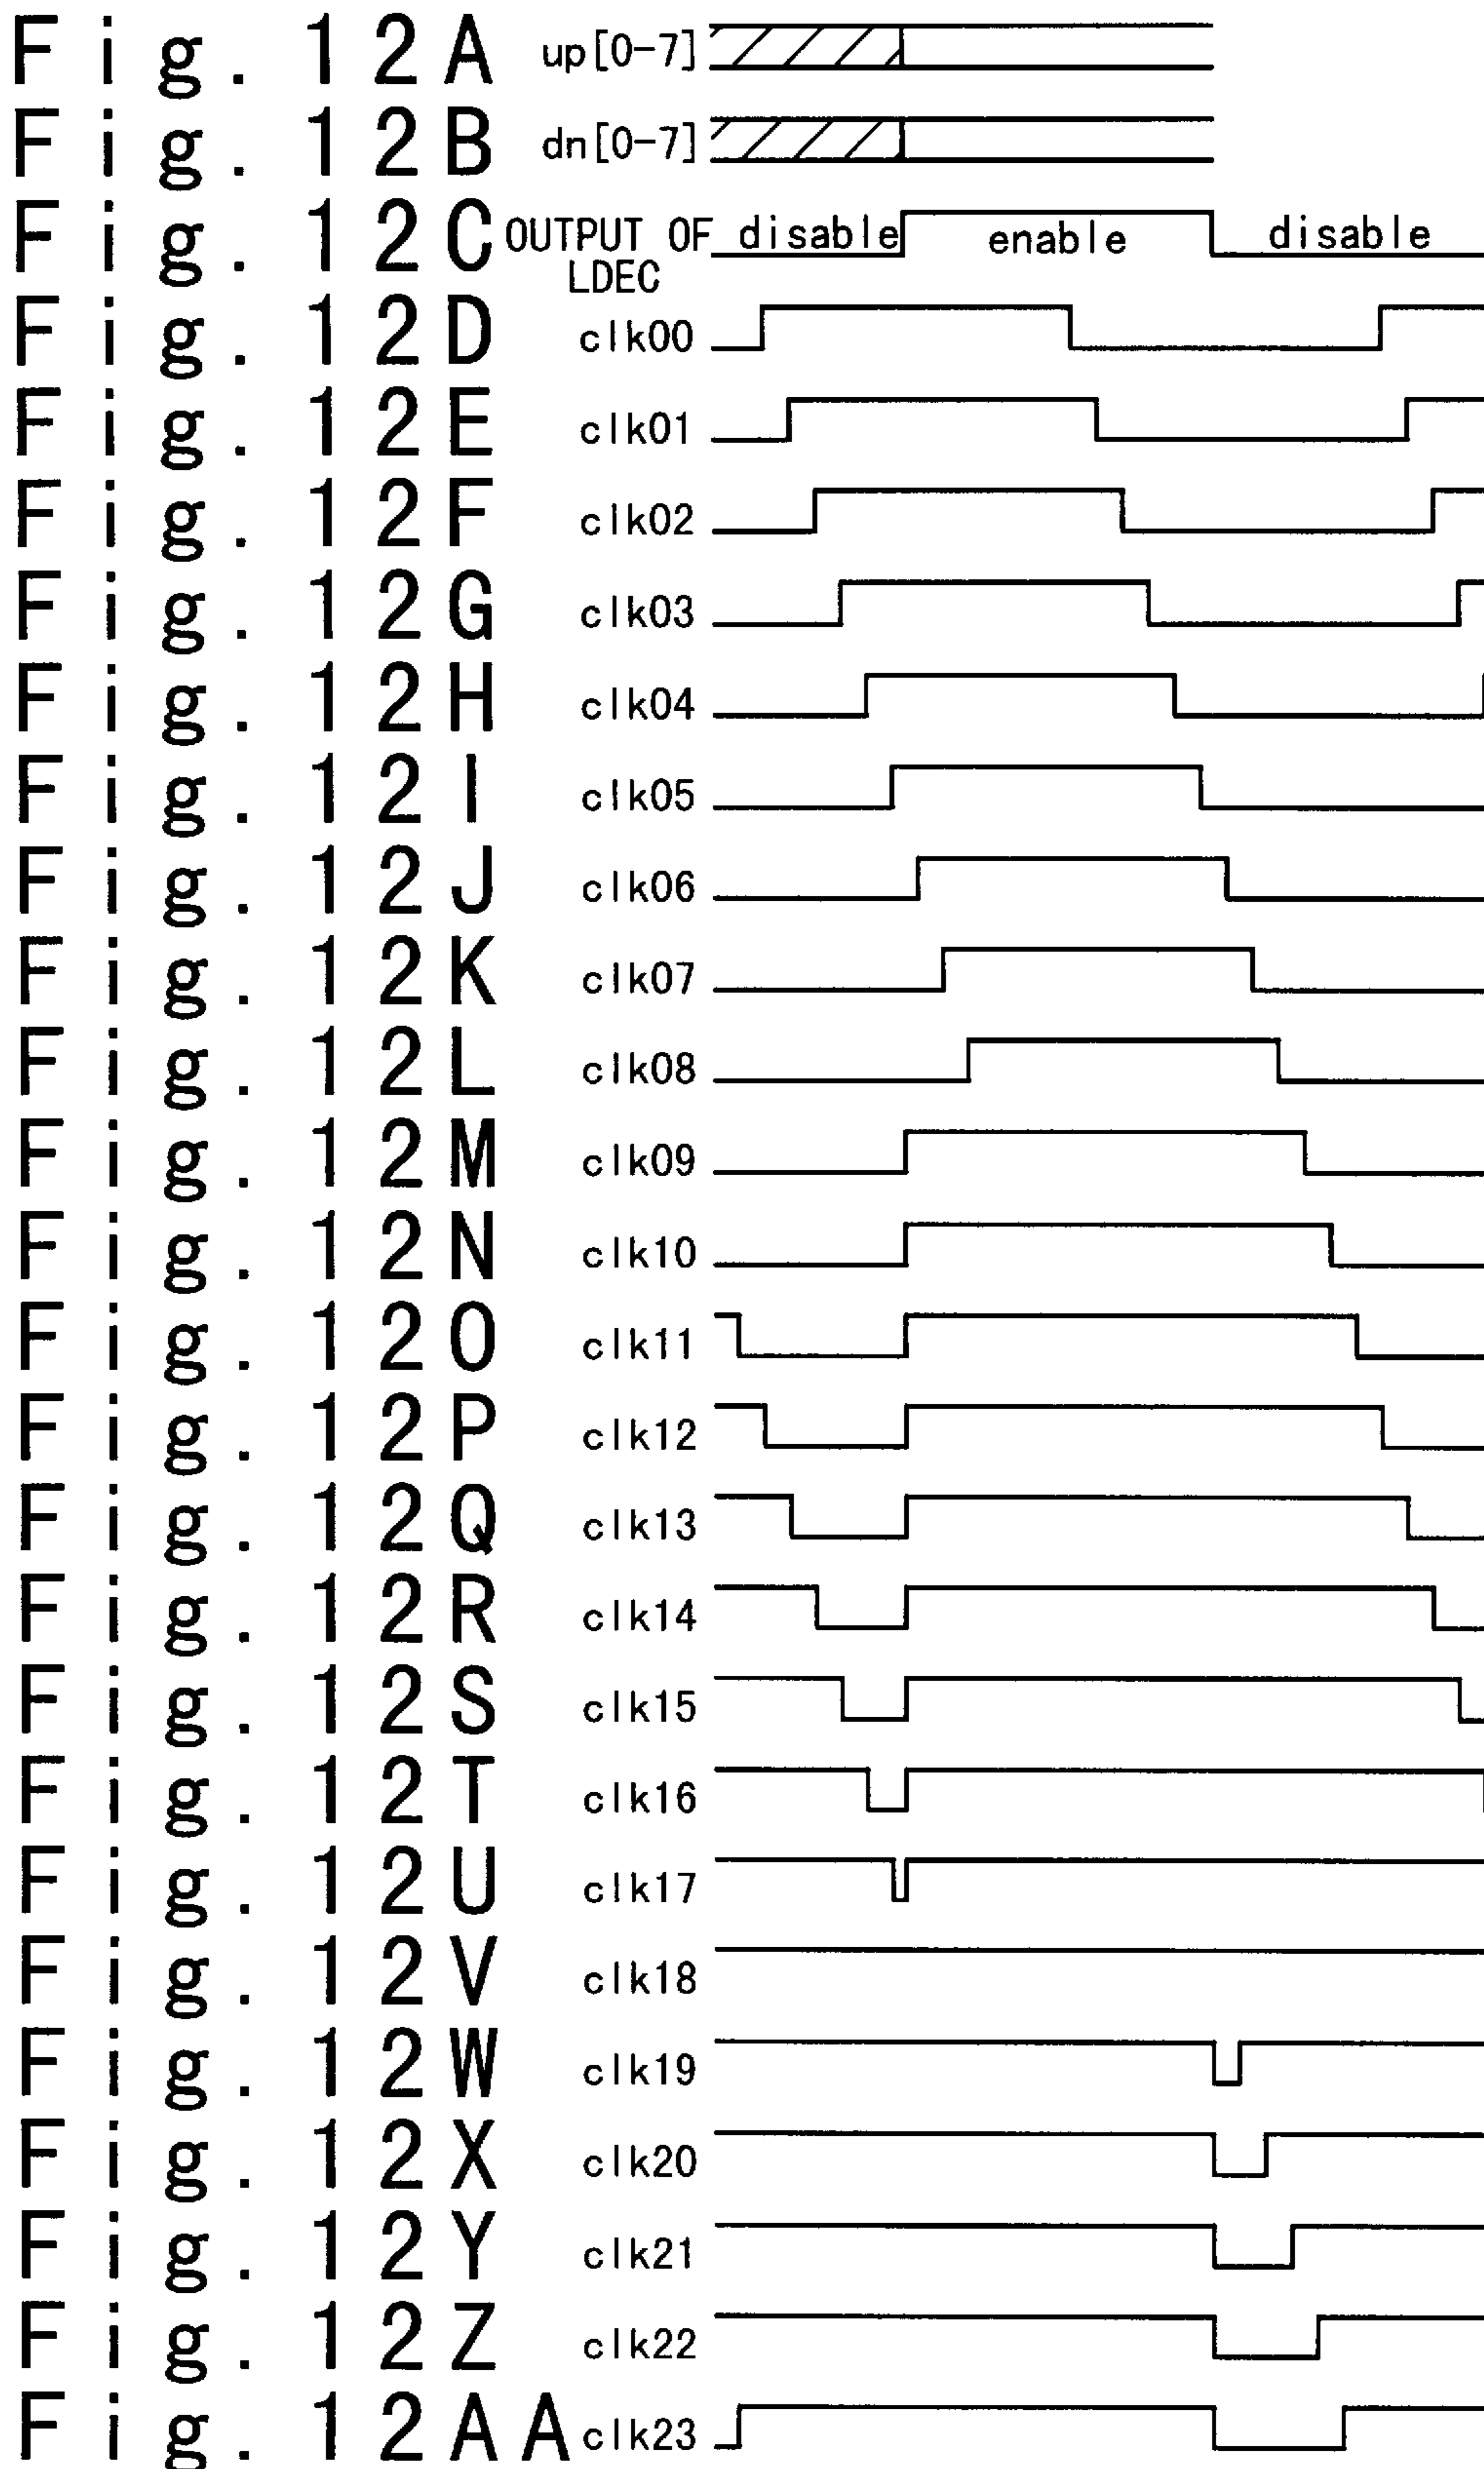 Fig. 12A up[0-7]
Fig. 12B dn[0-7]
Fig. 12C OUTPUT OF LDEC disable enable disable
Fig. 12D clk00
Fig. 12E clk01
Fig. 12F clk02
Fig. 12G clk03
Fig. 12H clk04
Fig. 12I clk05
Fig. 12J clk06
Fig. 12K clk07
Fig. 12L clk08
Fig. 12M clk09
Fig. 12N clk10
Fig. 12O clk11
Fig. 12P clk12
Fig. 12Q clk13
Fig. 12R clk14
Fig. 12S clk15
Fig. 12T clk16
Fig. 12U clk17
Fig. 12V clk18
Fig. 12W clk19
Fig. 12X clk20
Fig. 12Y clk21
Fig. 12Z clk22
Fig. 12AA clk23